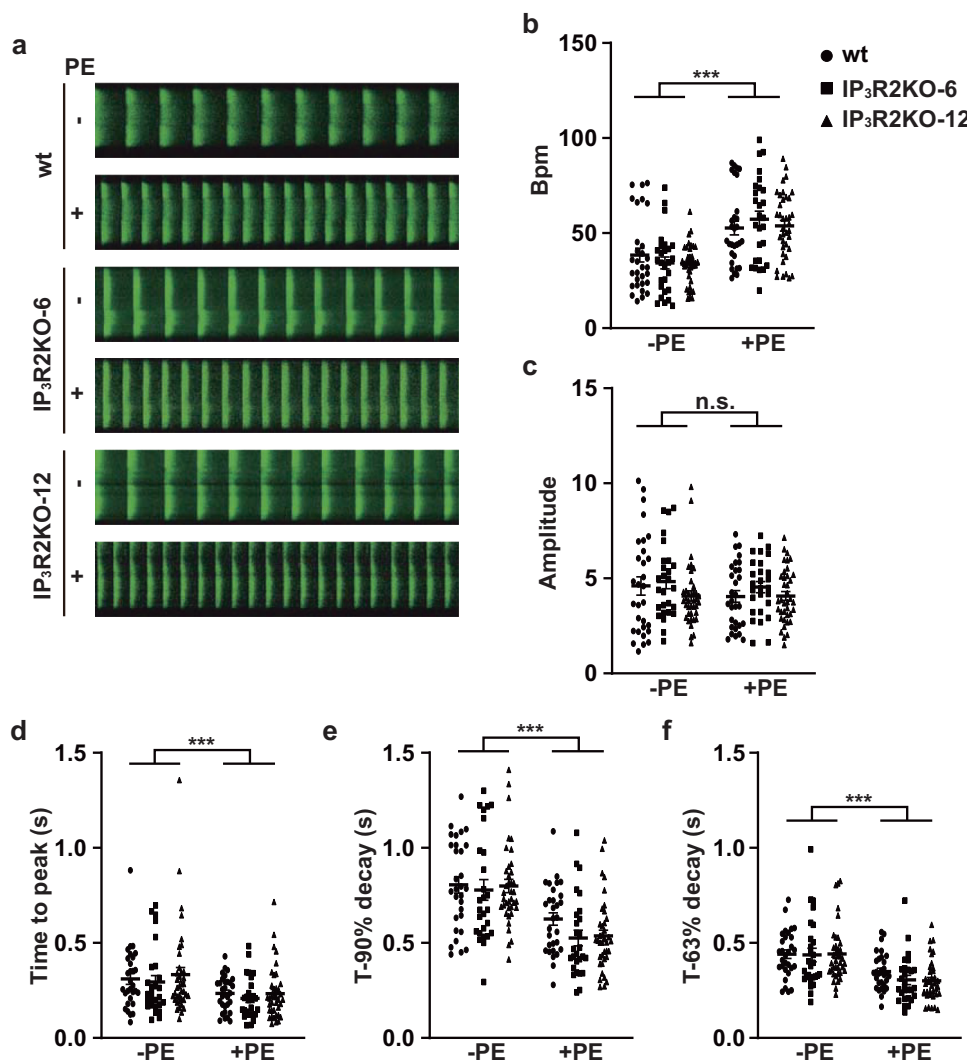 a
PE
wt
-
+
IP₃R2KO-6
-
+
IP₃R2KO-12
-
+
b
150
100
50
0
Bpm
***
-PE +PE
wt
IP₃R2KO-6
IP₃R2KO-12
c
15
10
5
0
Amplitude
n.s.
-PE +PE
d
1.5
1.0
0.5
0.0
Time to peak (s)
***
-PE +PE
e
1.5
1.0
0.5
0.0
T-90% decay (s)
***
-PE +PE
f
1.5
1.0
0.5
0.0
T-63% decay (s)
***
-PE +PE